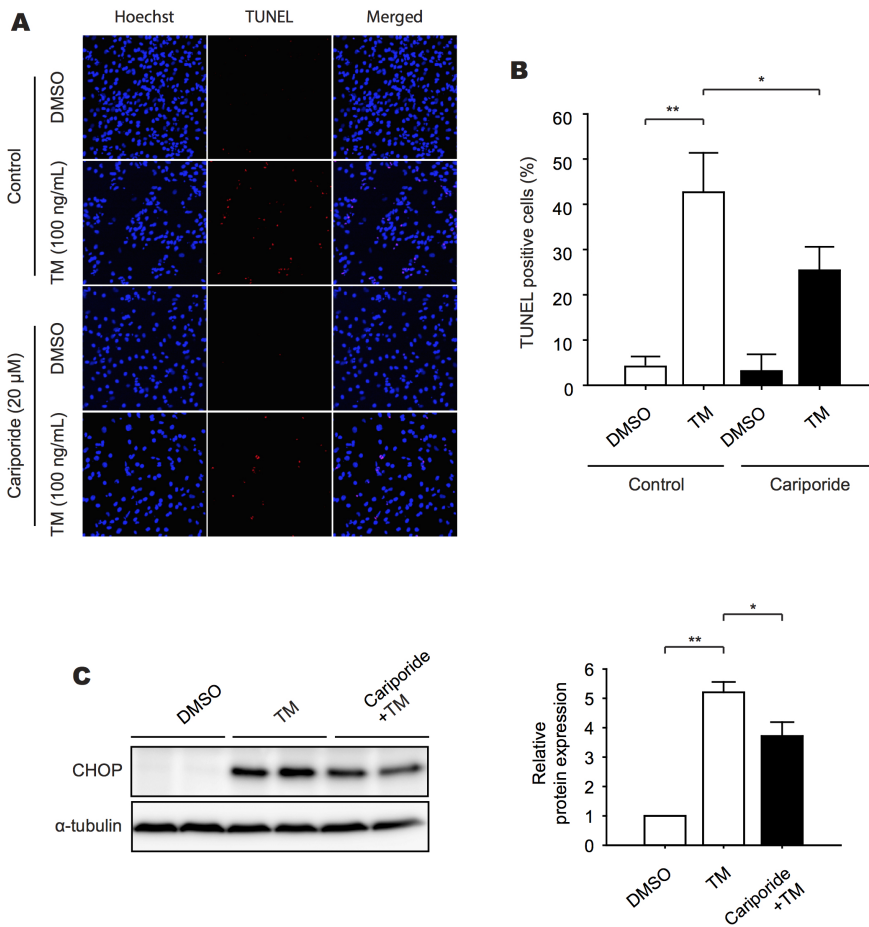 A
Hoechst TUNEL Merged
Control
DMSO
TM (100 ng/mL)
Cariporide (20 μM)
DMSO
TM (100 ng/mL)
B
**
*
TUNEL positive cells (%)
60
50
40
30
20
10
0
DMSO TM DMSO TM
Control Cariporide
C
DMSO TM Cariporide
+TM
CHOP
α-tubulin
**
*
Relative
protein expression
6
5
4
3
2
1
0
DMSO TM Cariporide
+TM